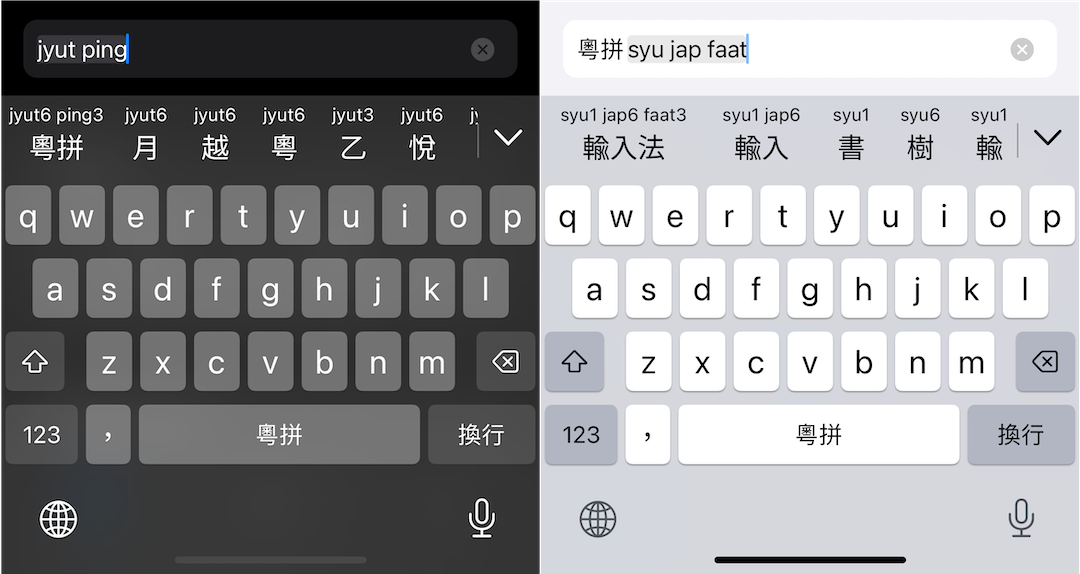 jyut ping
jyut6 ping3 jyut6 jyut6 jyut6 jyut3 jyut6
粵拼 月 越 粵 乙 悅
q w e r t y u i o p
a s d f g h j k l
z x c v b n m
123 ， 粵拼 換行
粵拼 syu jap faat
syu1 jap6 faat3 syu1 jap6 syu1 syu6 syu1
輸入法 輸入 書 樹 輸
q w e r t y u i o p
a s d f g h j k l
z x c v b n m
123 ， 粵拼 換行